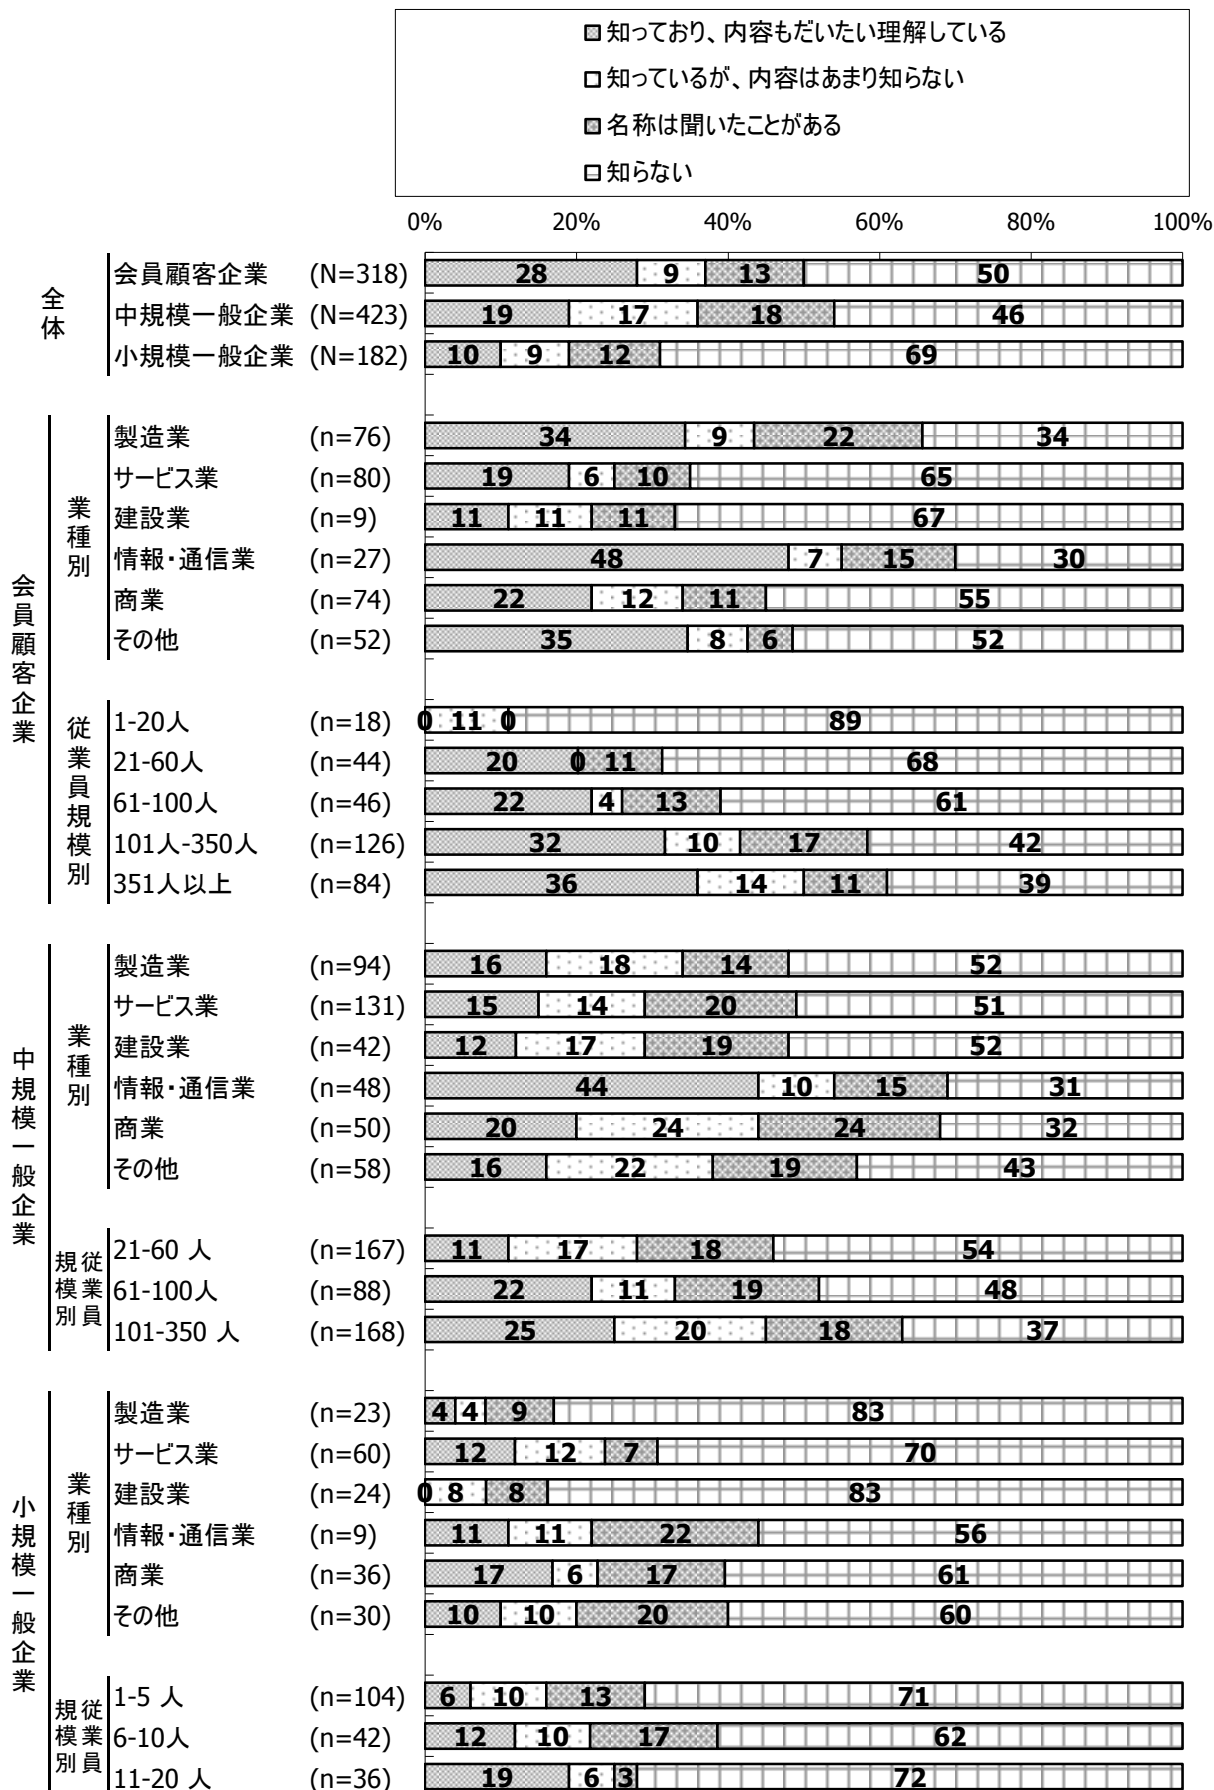 知っており、内容もだいたい理解している
知っているが、内容はあまり知らない
名称は聞いたことがある
知らない
0% 20% 40% 60% 80% 100%
全体
会員顧客企業 (N=318) 28 9 13 50
中規模一般企業 (N=423) 19 17 18 46
小規模一般企業 (N=182) 10 9 12 69
会員顧客企業
業種別
製造業 (n=76) 34 9 22 34
サービス業 (n=80) 19 6 10 65
建設業 (n=9) 11 11 11 67
情報・通信業 (n=27) 48 7 15 30
商業 (n=74) 22 12 11 55
その他 (n=52) 35 8 6 52
従業員規模別
1-20人 (n=18) 0 11 0 89
21-60人 (n=44) 20 0 11 68
61-100人 (n=46) 22 4 13 61
101人-350人 (n=126) 32 10 17 42
351人以上 (n=84) 36 14 11 39
中規模一般企業
業種別
製造業 (n=94) 16 18 14 52
サービス業 (n=131) 15 14 20 51
建設業 (n=42) 12 17 19 52
情報・通信業 (n=48) 44 10 15 31
商業 (n=50) 20 24 24 32
その他 (n=58) 16 22 19 43
従業員規模別
21-60 人 (n=167) 11 17 18 54
61-100人 (n=88) 22 11 19 48
101-350 人 (n=168) 25 20 18 37
小規模一般企業
業種別
製造業 (n=23) 4 4 9 83
サービス業 (n=60) 12 12 7 70
建設業 (n=24) 0 8 8 83
情報・通信業 (n=9) 11 11 22 56
商業 (n=36) 17 6 17 61
その他 (n=30) 10 10 20 60
従業員規模別
1-5 人 (n=104) 6 10 13 71
6-10人 (n=42) 12 10 17 62
11-20 人 (n=36) 19 6 3 72